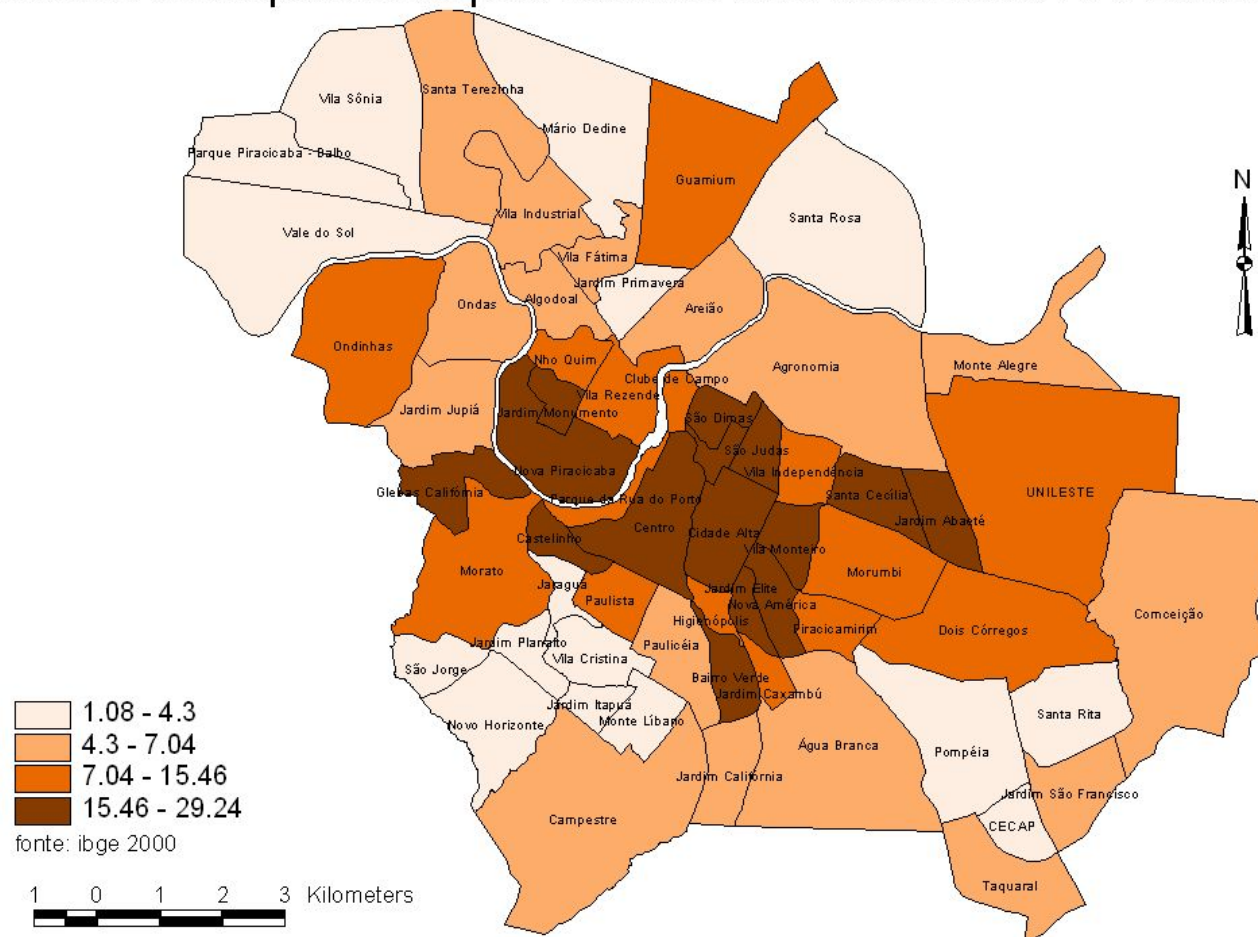 Santa Terezinha
Vila Sônia
Mário Dedine
Parque Piracicaba - Balbo
Guamium
N
Vila Industrial
Santa Rosa
Vale do Sol
Vila Fátima
Jardim Primavera
Ondas
Algodoal
Areião
Ondinhas
Nho Quim
Agronomia
Monte Alegre
Clube de Campo
Vila Rezende
Jardim Jupiá
Jardim Monumento
São Dimas
São Judas
Nova Piracicaba
Vila Independência
Glebas Califórnia
Parque da Rua do Porto
Santa Cecília
UNILESTE
Centro
Cidade Alta
Jardim Abaeté
Castelinho
Vila Monteiro
Morato
Jaraguá
Jardim Elite
Morumbi
Paulista
Nova América
Higienópolis
Piracicamirim
Dois Córregos
Comceição
Jardim Planalto
Paulicéia
São Jorge
Vila Cristina
Bairro Verde
Jardim Caxambú
Jardim Itapuá
Monte Líbano
Novo Horizonte
Santa Rita
Água Branca
Pompéia
Jardim Califórnia
Jardim São Francisco
Campestre
CECAP
Taquaral
1.08 - 4.3
4.3 - 7.04
7.04 - 15.46
15.46 - 29.24
fonte: ibge 2000
1 0 1 2 3 Kilometers